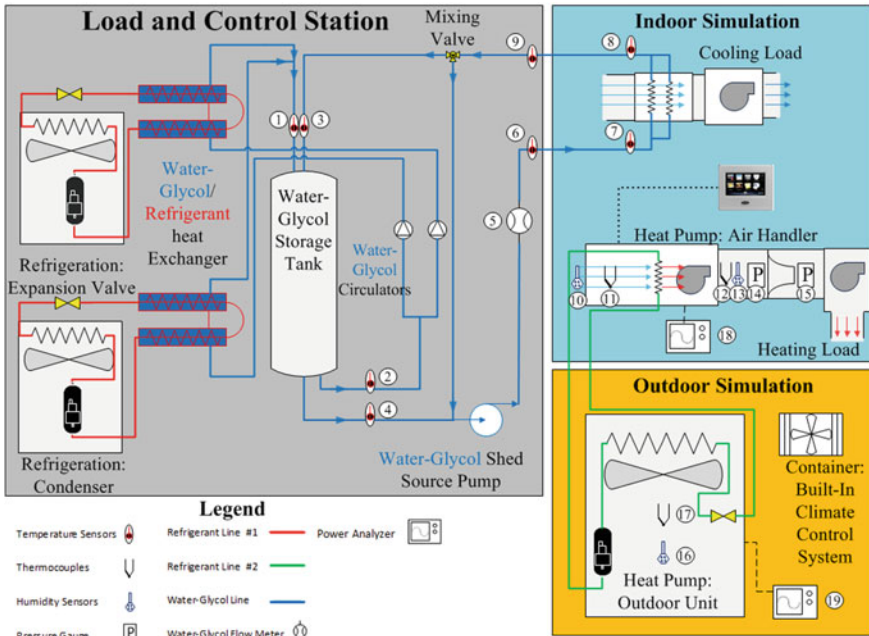 Load and Control Station
Mixing
Valve
Indoor Simulation
Cooling Load
9
8
1
3
6
7
5
Water-
Glycol/
Refrigerant
heat
Exchanger
Water-
Glycol
Storage
Tank
Water-
Glycol
Circulators
Refrigeration:
Expansion Valve
2
4
Refrigeration:
Condenser
Water-Glycol Shed
Source Pump
Heat Pump: Air Handler
10
11
12
13
14
15
P
P
18
Heating Load
Outdoor Simulation
Container:
Built-In
Climate
Control
System
17
16
Heat Pump:
Outdoor Unit
19
Legend
Temperature Sensors
Refrigerant Line #1
Power Analyzer
Thermocouples
Refrigerant Line #2
Humidity Sensors
Water-Glycol Line
Pressure Gauge
P
Water-Glycol Flow Meter